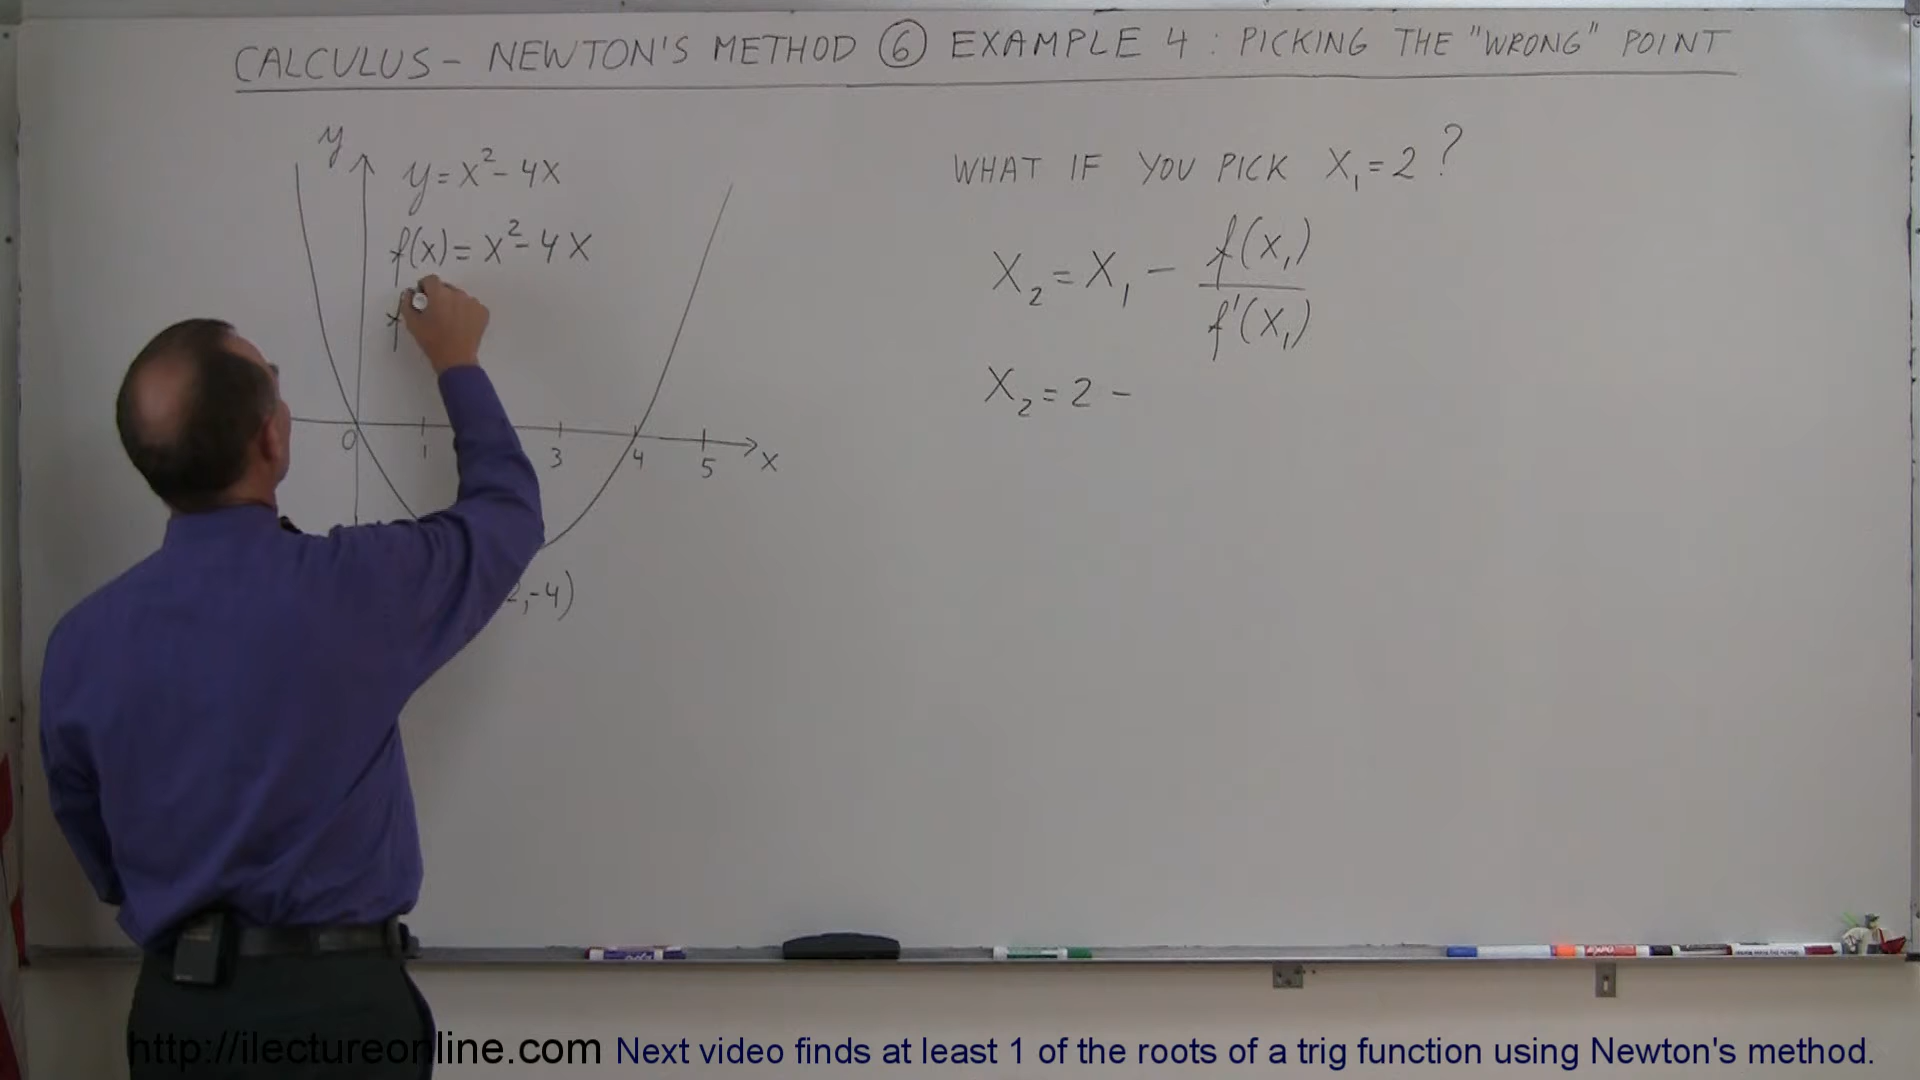 CALCULUS - NEWTON'S METHOD ⑥ EXAMPLE 4 : PICKING THE "WRONG" POINT
y
y = x² - 4x
f(x) = x² - 4x
f
0 1 3 4 5 x
2,-4)
WHAT IF YOU PICK X₁ = 2 ?
X₂ = X₁ - f(x₁) / f'(x₁)
X₂ = 2 -
http://ilectureonline.com Next video finds at least 1 of the roots of a trig function using Newton's method.